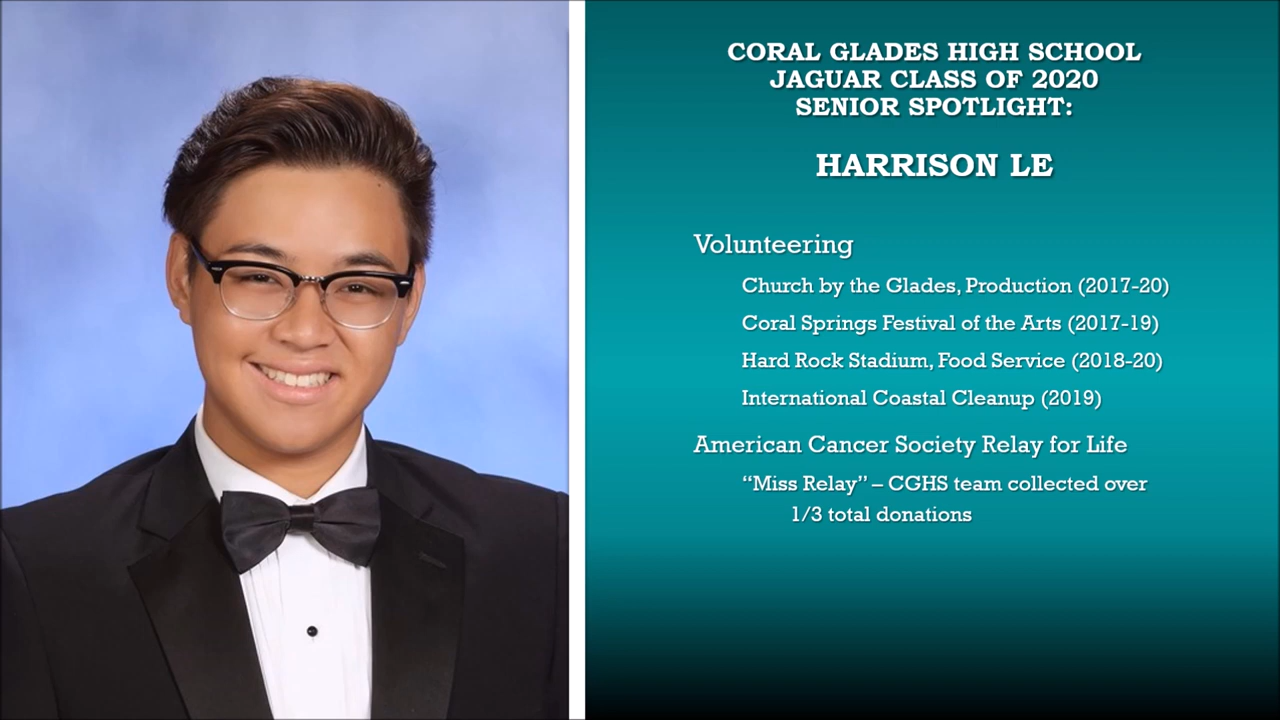 CORAL GLADES HIGH SCHOOL
JAGUAR CLASS OF 2020
SENIOR SPOTLIGHT:
HARRISON LE
Volunteering
Church by the Glades, Production (2017-20)
Coral Springs Festival of the Arts (2017-19)
Hard Rock Stadium, Food Service (2018-20)
International Coastal Cleanup (2019)
American Cancer Society Relay for Life
“Miss Relay” – CGHS team collected over
1/3 total donations